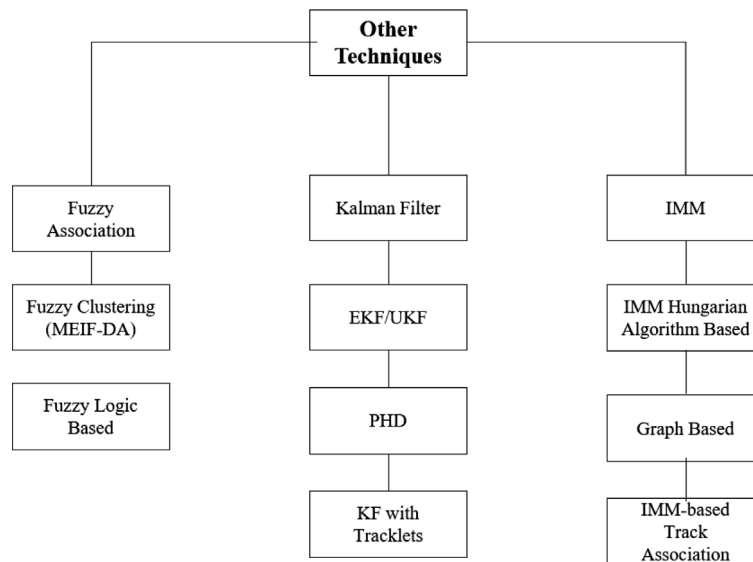 Other
Techniques
Fuzzy
Association
Kalman Filter
IMM
Fuzzy Clustering
(MEIF-DA)
EKF/UKF
IMM Hungarian
Algorithm Based
Fuzzy Logic
Based
PHD
Graph Based
KF with
Tracklets
IMM-based
Track
Association